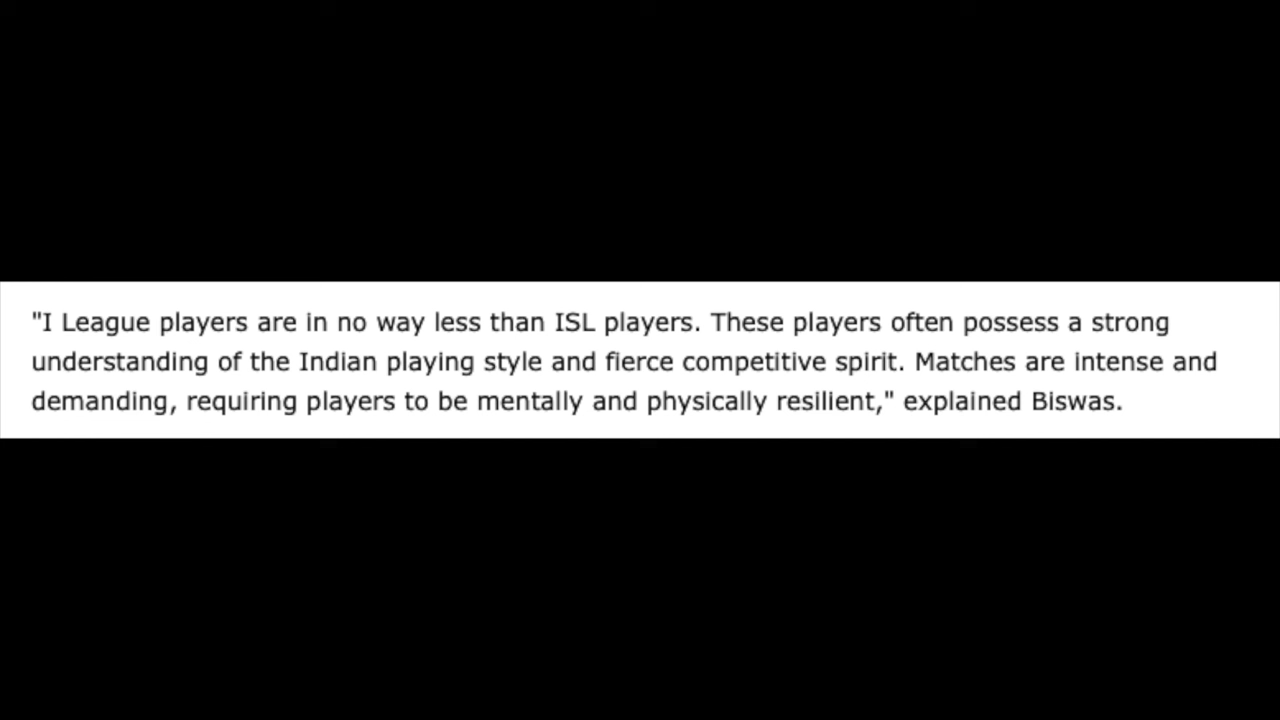 "I League players are in no way less than ISL players. These players often possess a strong
understanding of the Indian playing style and fierce competitive spirit. Matches are intense and
demanding, requiring players to be mentally and physically resilient," explained Biswas.